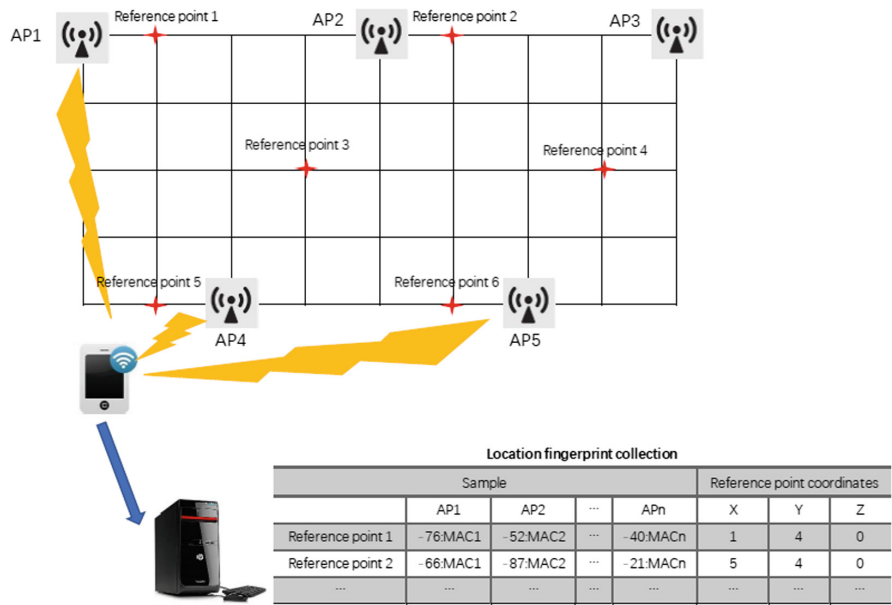 AP1
Reference point 1
AP2
Reference point 2
AP3
Reference point 3
Reference point 4
Reference point 5
Reference point 6
AP4
AP5
Location fingerprint collection
Sample Reference point coordinates
AP1 AP2 ... APn X Y Z
Reference point 1 -76:MAC1 -52:MAC2 ... -40:MACn 1 4 0
Reference point 2 -66:MAC1 -87:MAC2 ... -21:MACn 5 4 0
... ... ... ... ... ... ... ...